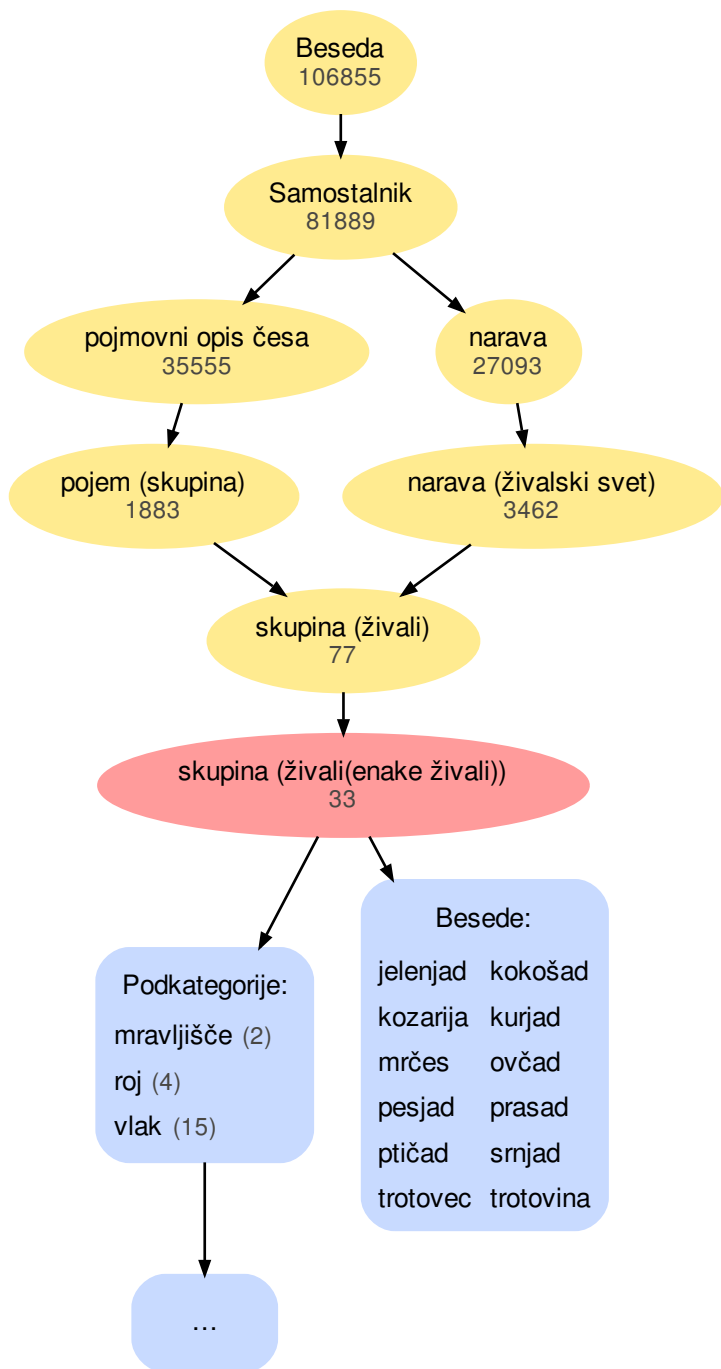 Beseda
106855
Samostalnik
81889
pojmovni opis česa
35555
narava
27093
pojem (skupina)
1883
narava (živalski svet)
3462
skupina (živali)
77
skupina (živali(enake živali))
33
Podkategorije:
mravljišče (2)
roj (4)
vlak (15)
Besede:
jelenjad kokošad
kozarija kurjad
mrčes ovčad
pesjad prasad
ptičad srnjad
trotovec trotovina
...